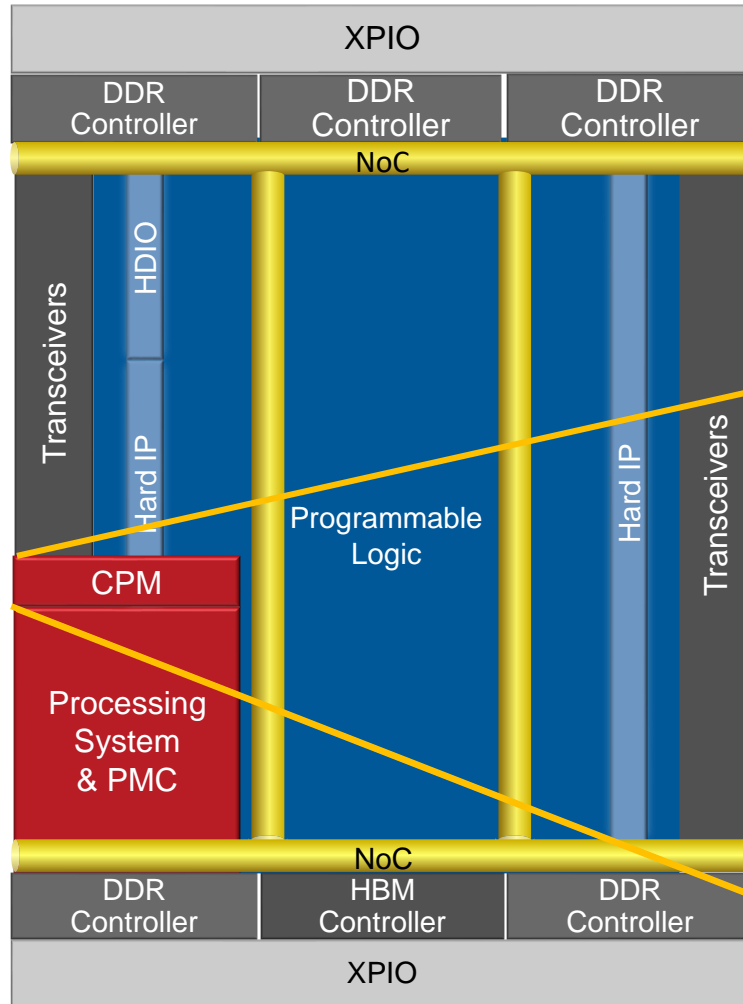 XPIO
DDR
Controller
DDR
Controller
DDR
Controller
NoC
Transceivers
HDIO
Hard IP
Programmable
Logic
Hard IP
Transceivers
CPM
Processing
System
& PMC
NoC
DDR
Controller
HBM
Controller
DDR
Controller
XPIO